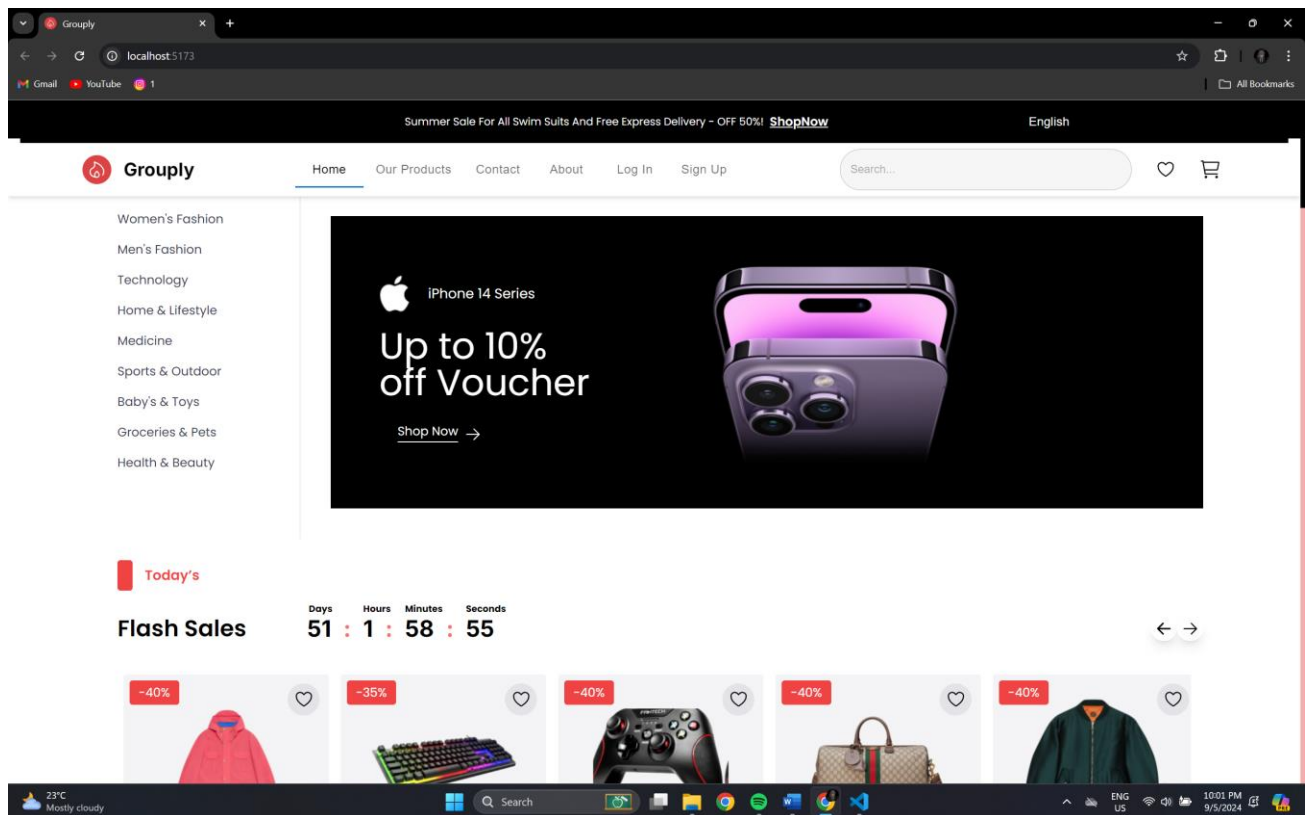 Grouply
localhost:5173
Gmail YouTube 1 All Bookmarks
Summer Sale For All Swim Suits And Free Express Delivery - OFF 50%! ShopNow English
Grouply Home Our Products Contact About Log In Sign Up Search...
Women's Fashion
Men's Fashion
Technology
Home & Lifestyle
Medicine
Sports & Outdoor
Baby's & Toys
Groceries & Pets
Health & Beauty
iPhone 14 Series
Up to 10%
off Voucher
Shop Now
Today's
Days Hours Minutes Seconds
Flash Sales 51 : 1 : 58 : 55
-40% -35% -40% -40% -40%
FANTECH
23°C
Mostly cloudy
Search
ENG
US
10:01 PM
9/5/2024